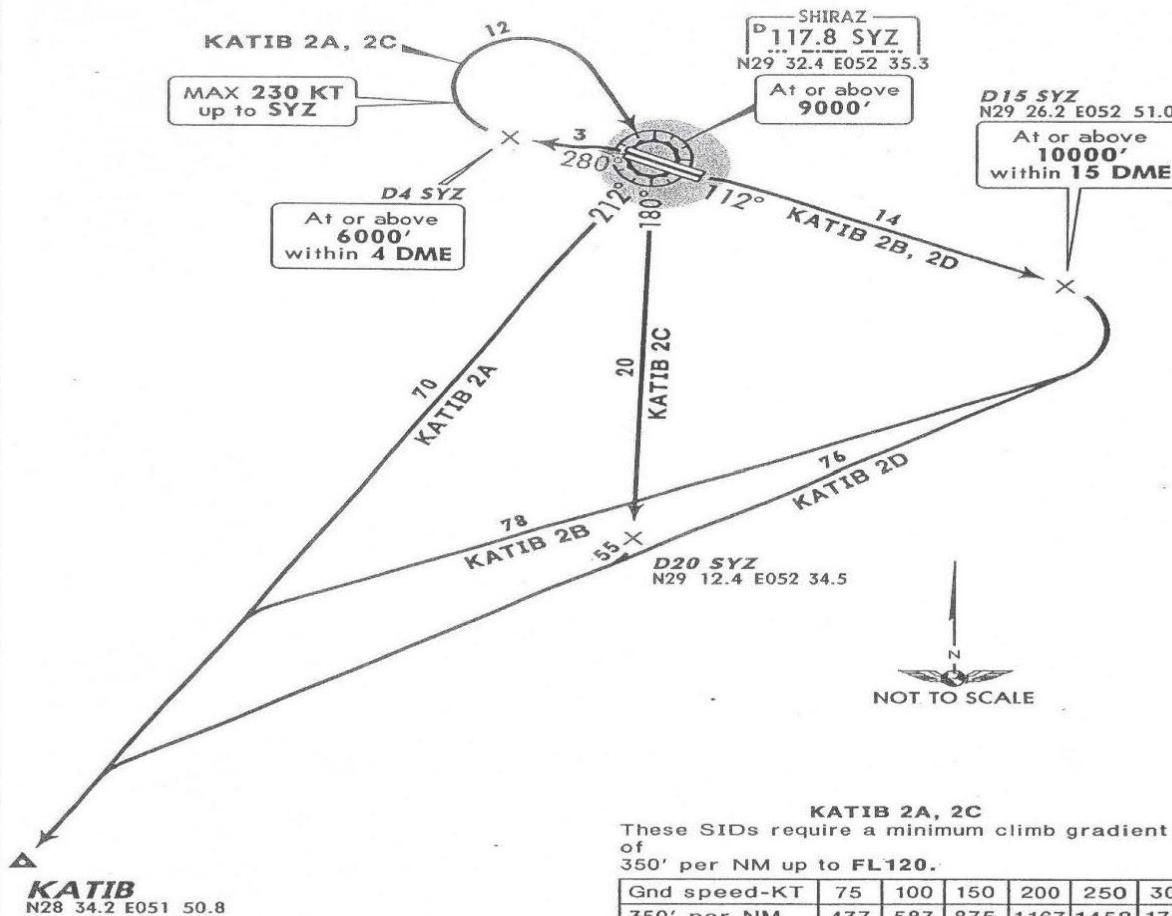 SHIRAZ
D 117.8 SYZ
N29 32.4 E052 35.3
At or above
9000'
KATIB 2A, 2C
12
MAX 230 KT
up to SYZ
D15 SYZ
N29 26.2 E052 51.0
At or above
10000'
within 15 DME
3
280°
D4 SYZ
At or above
6000'
within 4 DME
212°
180°
112°
14
KATIB 2B, 2D
70
KATIB 2A
20
KATIB 2C
76
KATIB 2D
78
KATIB 2B
55
D20 SYZ
N29 12.4 E052 34.5
N
NOT TO SCALE
KATIB
N28 34.2 E051 50.8
KATIB 2A, 2C
These SIDs require a minimum climb gradient
of
350' per NM up to FL120.
Gnd speed-KT 75 100 150 200 250
350' per NM